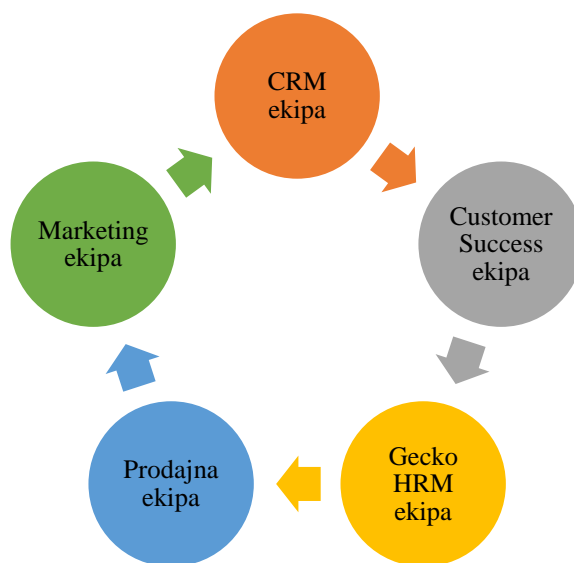 CRM
ekipa
Customer
Success
ekipa
Gecko
HRM
ekipa
Prodajna
ekipa
Marketing
ekipa